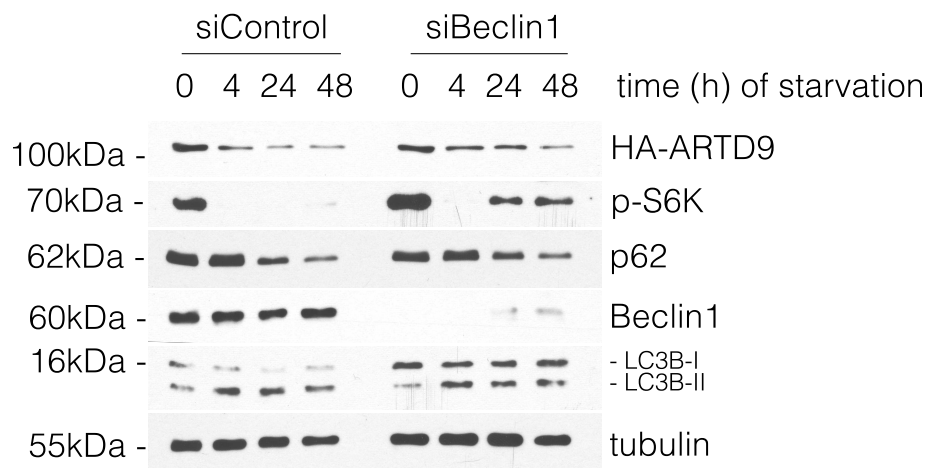 siControl siBeclin1
0 4 24 48 0 4 24 48 time (h) of starvation
100kDa - HA-ARTD9
70kDa - p-S6K
62kDa - p62
60kDa - Beclin1
16kDa - - LC3B-I
- LC3B-II
55kDa - tubulin